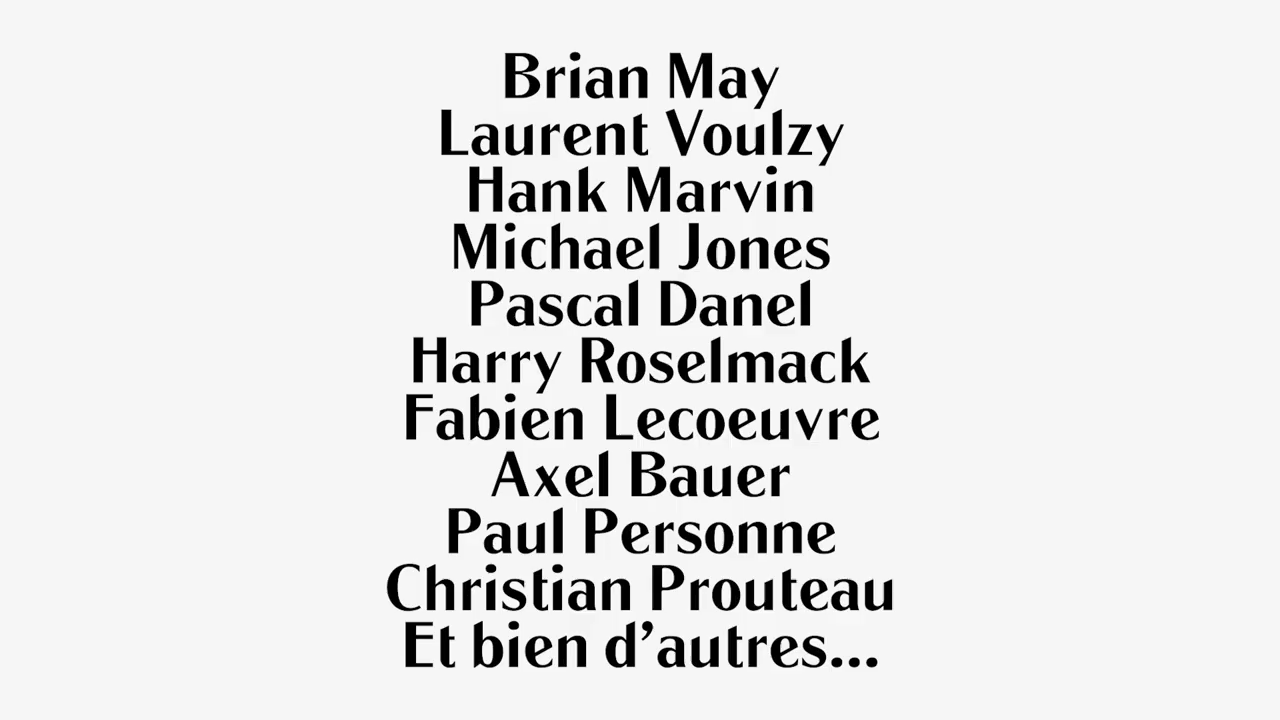 Brian May
Laurent Voulzy
Hank Marvin
Michael Jones
Pascal Danel
Harry Roselmack
Fabien Lecoeuvre
Axel Bauer
Paul Personne
Christian Prouteau
Et bien d’autres...